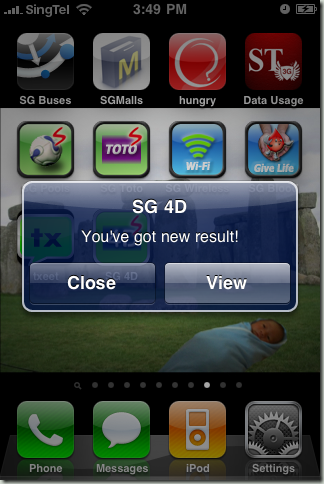 SingTel 3:49 PM
SG Buses SGMalls hungry Data Usage
M ST
3G
TOTO Wi-Fi Give Life
SG Pools SG Toto SG Wireless SG Blood
SG 4D
You've got new result!
tx
txeet SG 4D
Close View
Phone Messages iPod Settings